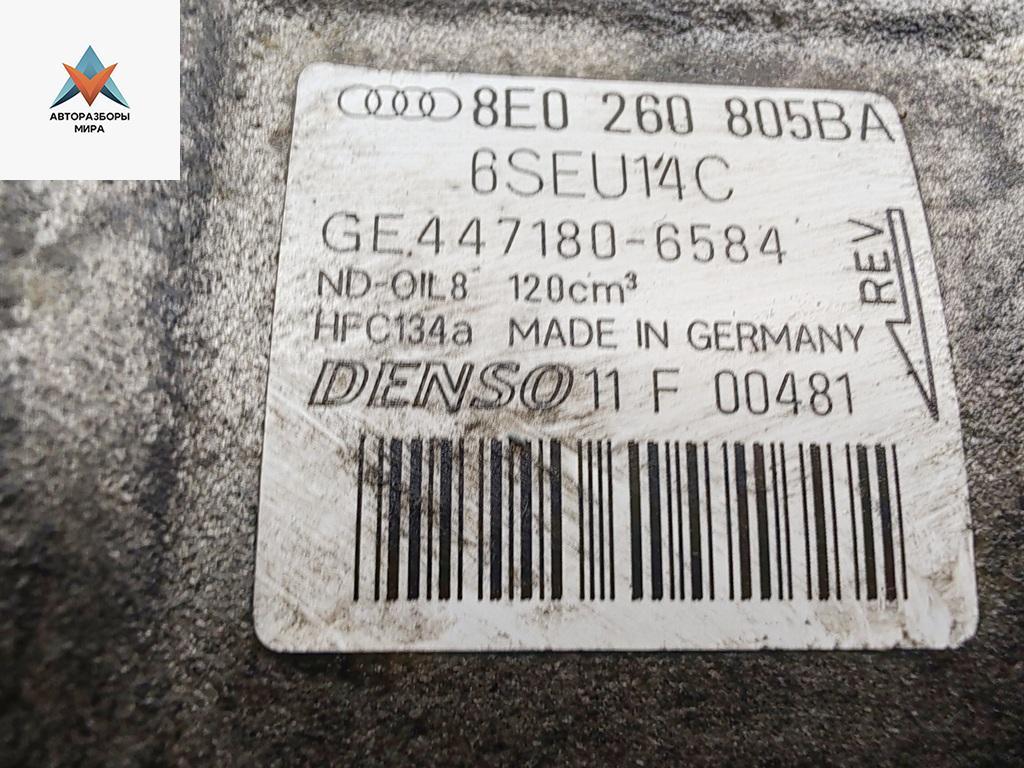 АВТОРАЗБОРЫ
МИРА
8E0 260 805BA
6SEU14C
GE447180-6584
ND-OIL8 120cm³
HFC134a MADE IN GERMANY
REV
DENSO 11 F 00481